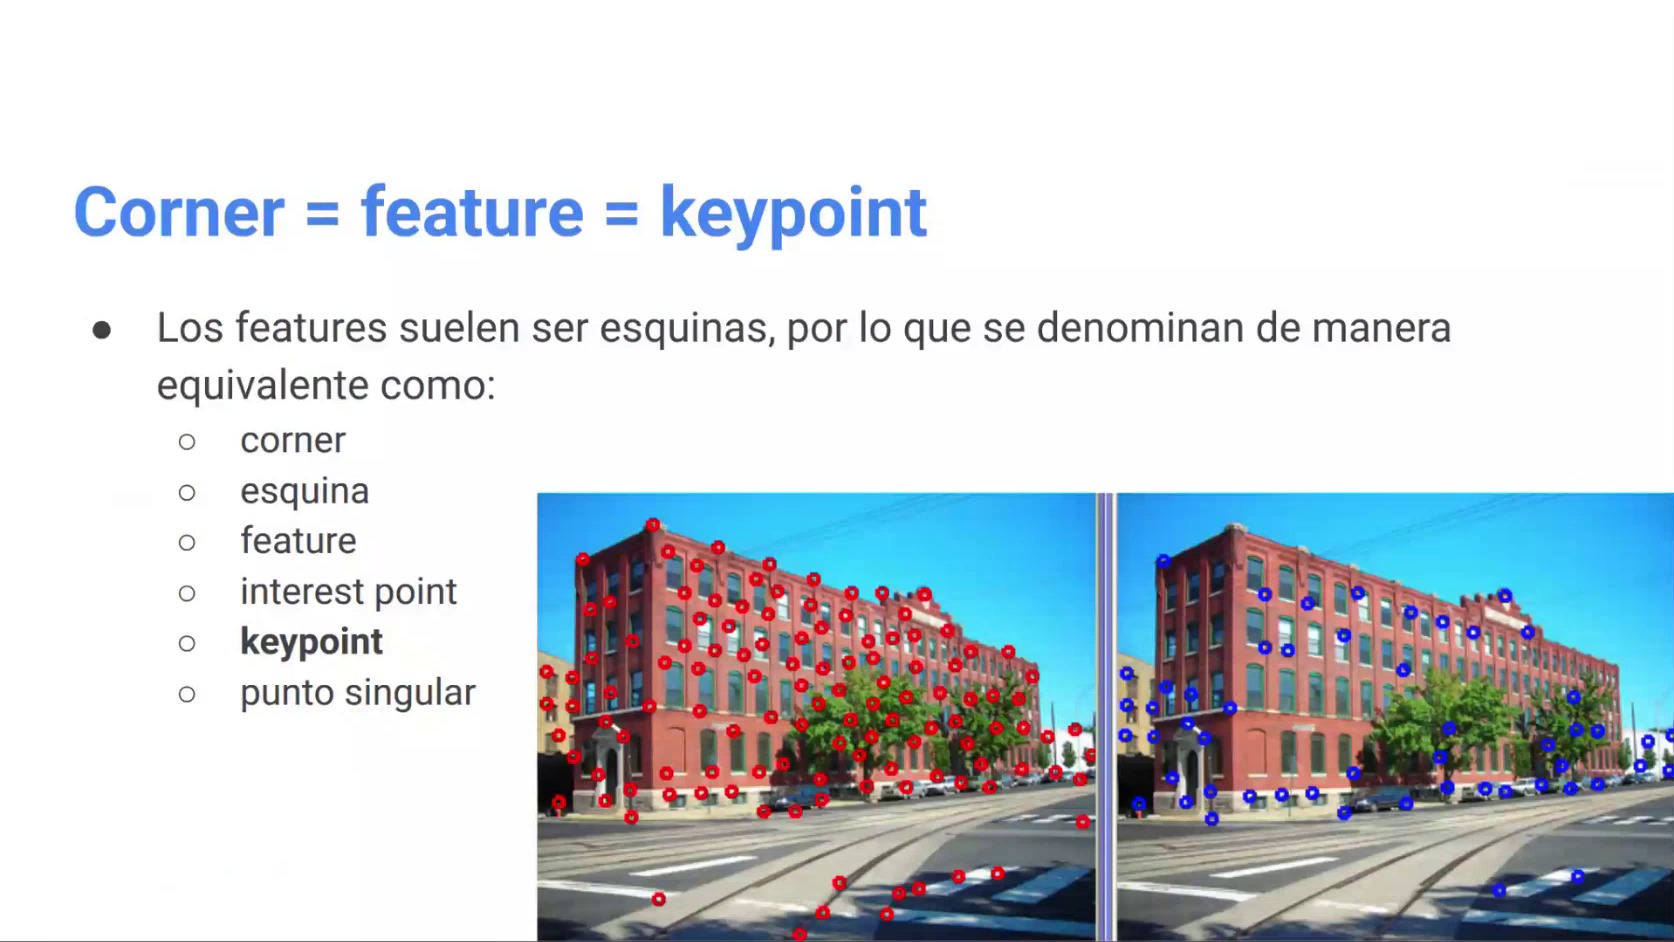 Corner = feature = keypoint
● Los features suelen ser esquinas, por lo que se denominan de manera
equivalente como:
○ corner
○ esquina
○ feature
○ interest point
○ keypoint
○ punto singular